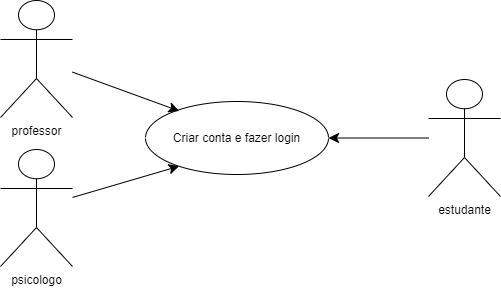 professor
Criar conta e fazer login
estudante
psicologo